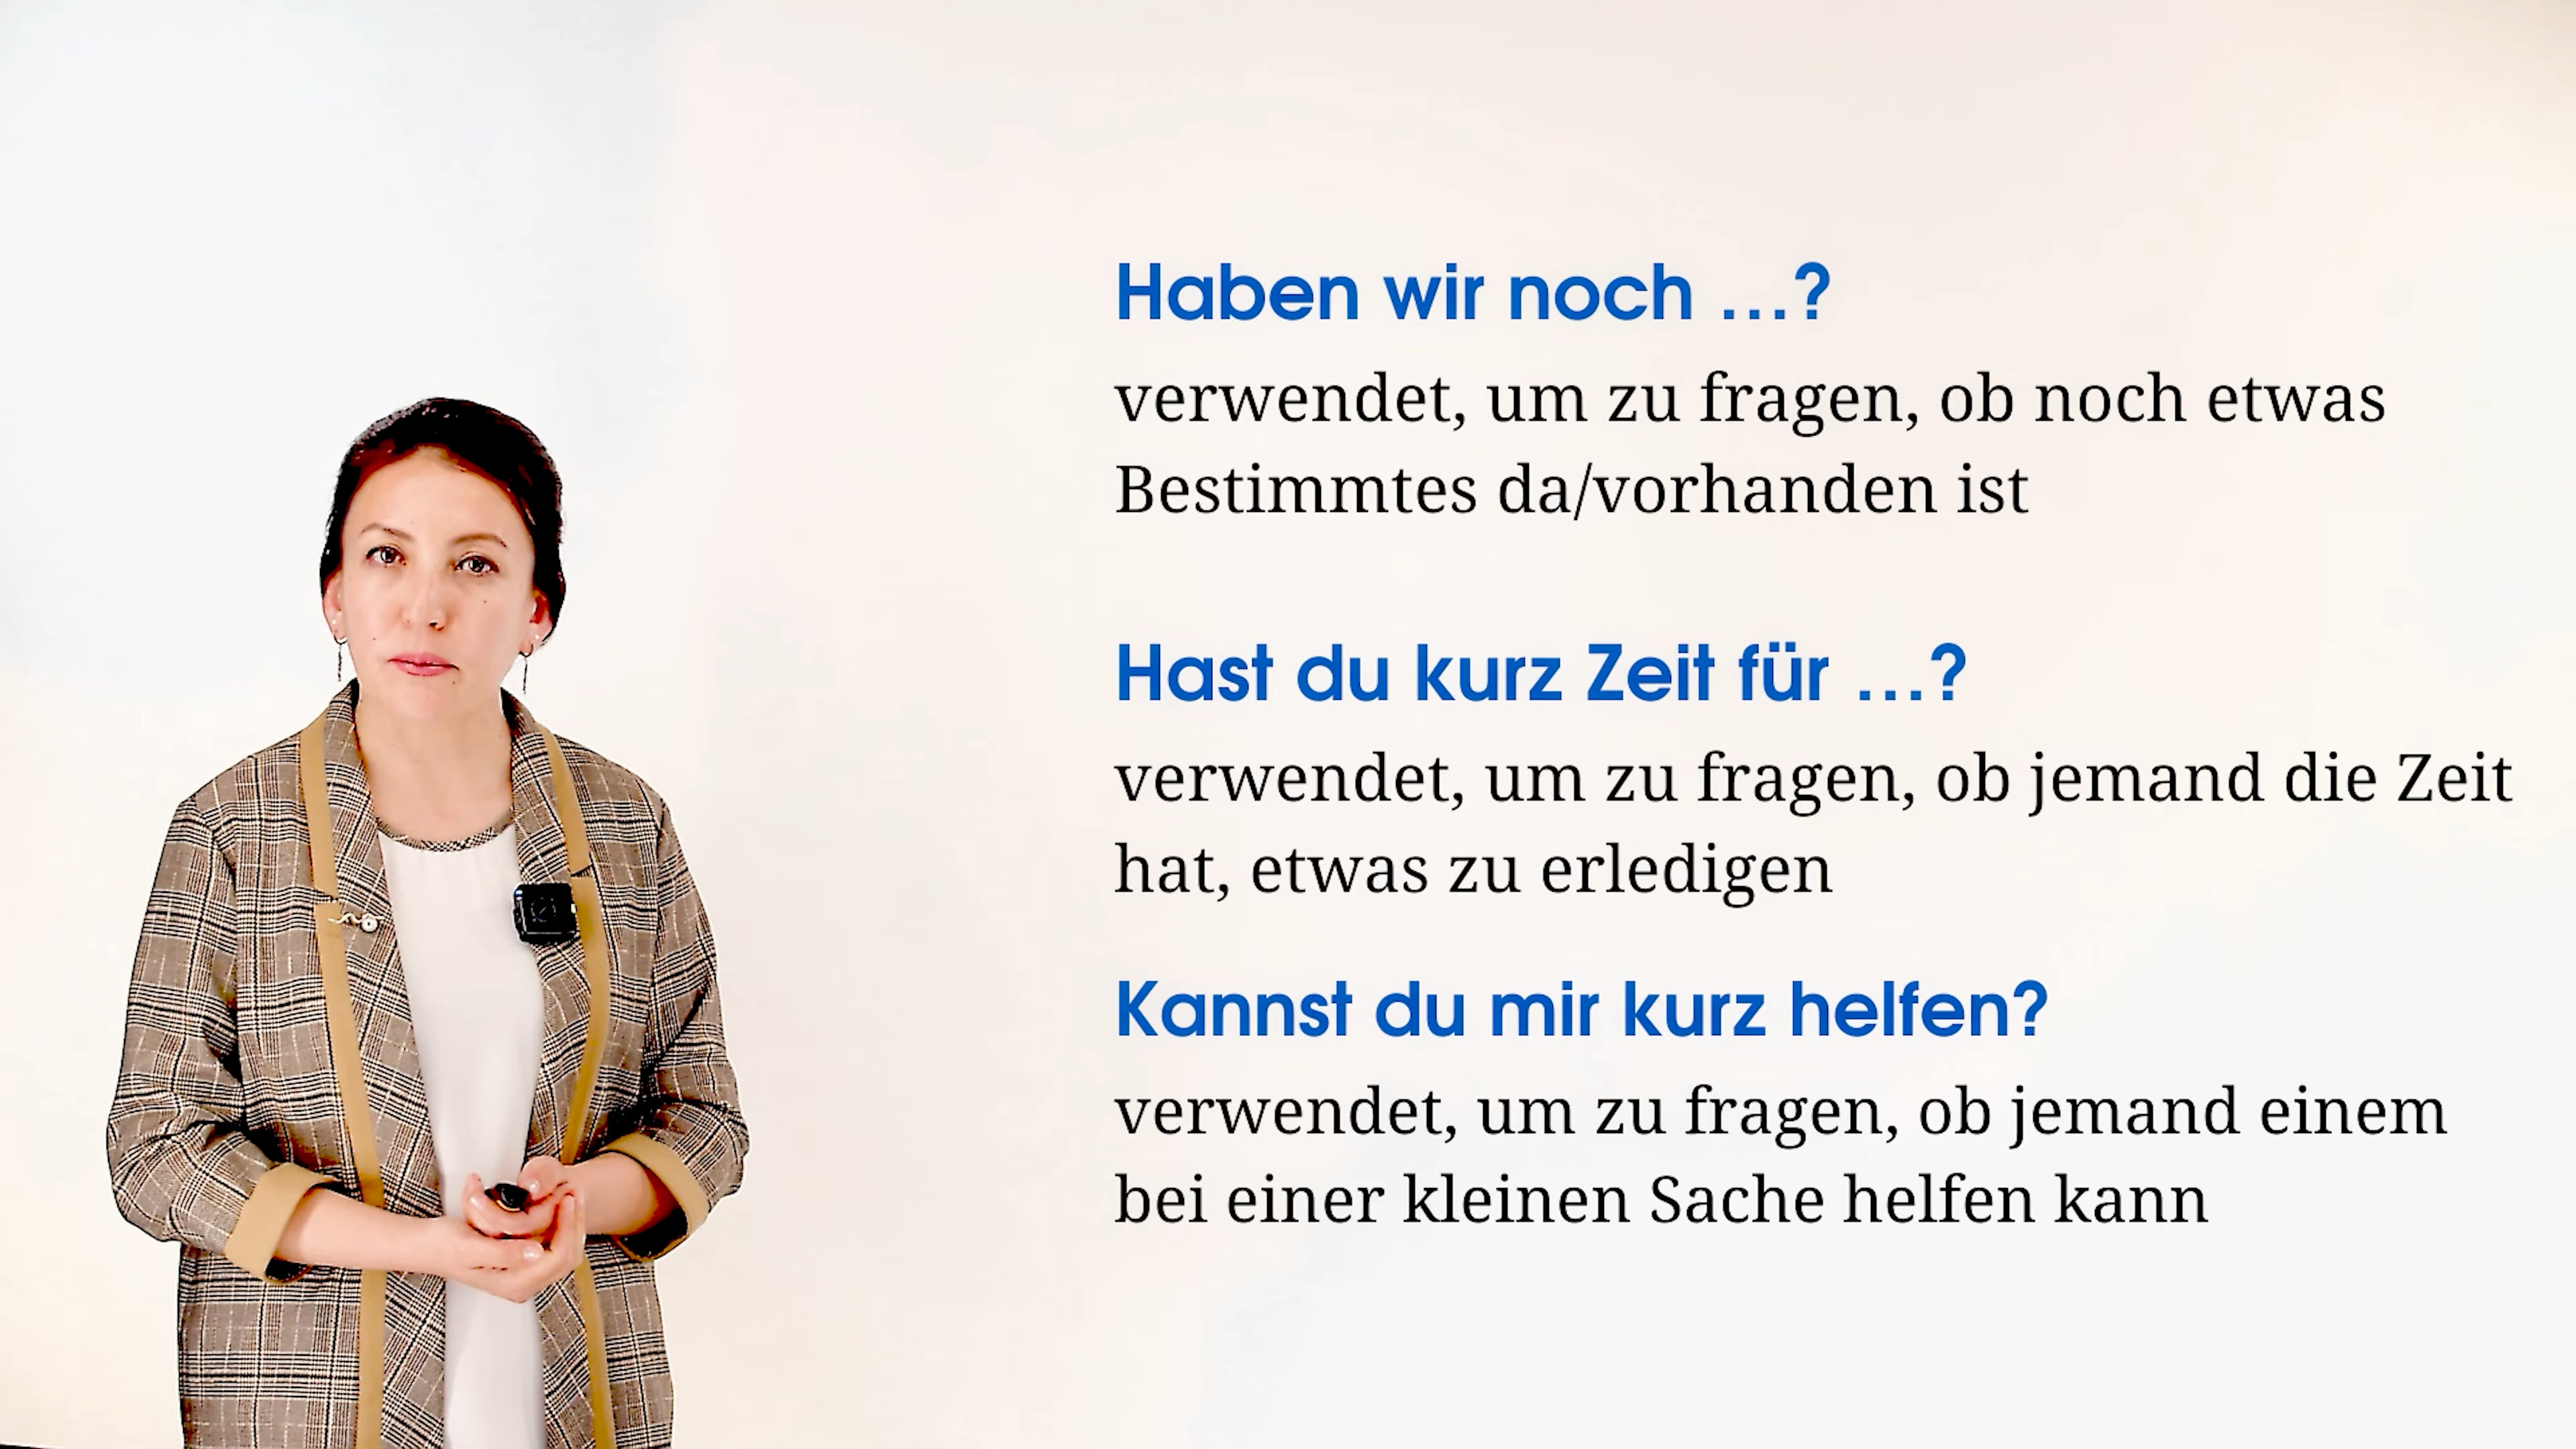 Haben wir noch …?
verwendet, um zu fragen, ob noch etwas
Bestimmtes da/vorhanden ist
Hast du kurz Zeit für …?
verwendet, um zu fragen, ob jemand die Zeit
hat, etwas zu erledigen
Kannst du mir kurz helfen?
verwendet, um zu fragen, ob jemand einem
bei einer kleinen Sache helfen kann